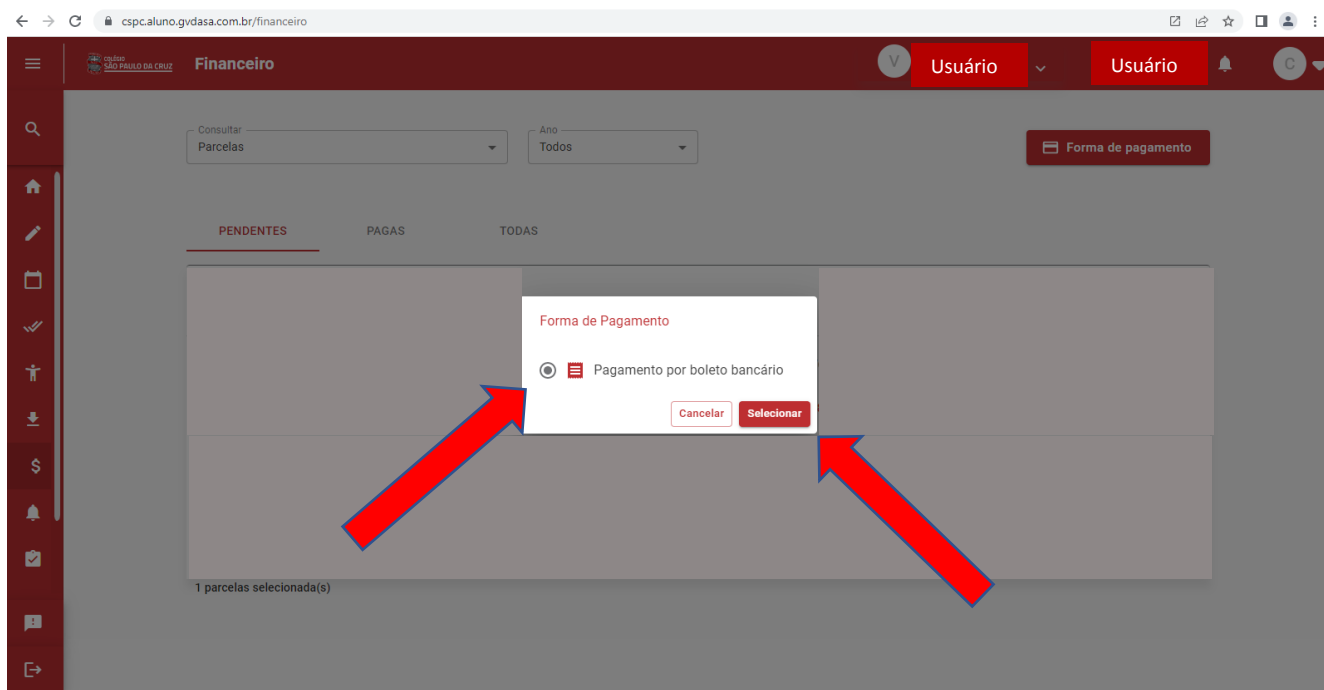 cspc.aluno.gvdasa.com.br/financeiro
COLÉGIO
SÃO PAULO DA CRUZ
Financeiro
V
Usuário
Usuário
C
Consultar
Parcelas
Ano
Todos
Forma de pagamento
PENDENTES
PAGAS
TODAS
Forma de Pagamento
Pagamento por boleto bancário
Cancelar
Selecionar
1 parcelas selecionada(s)